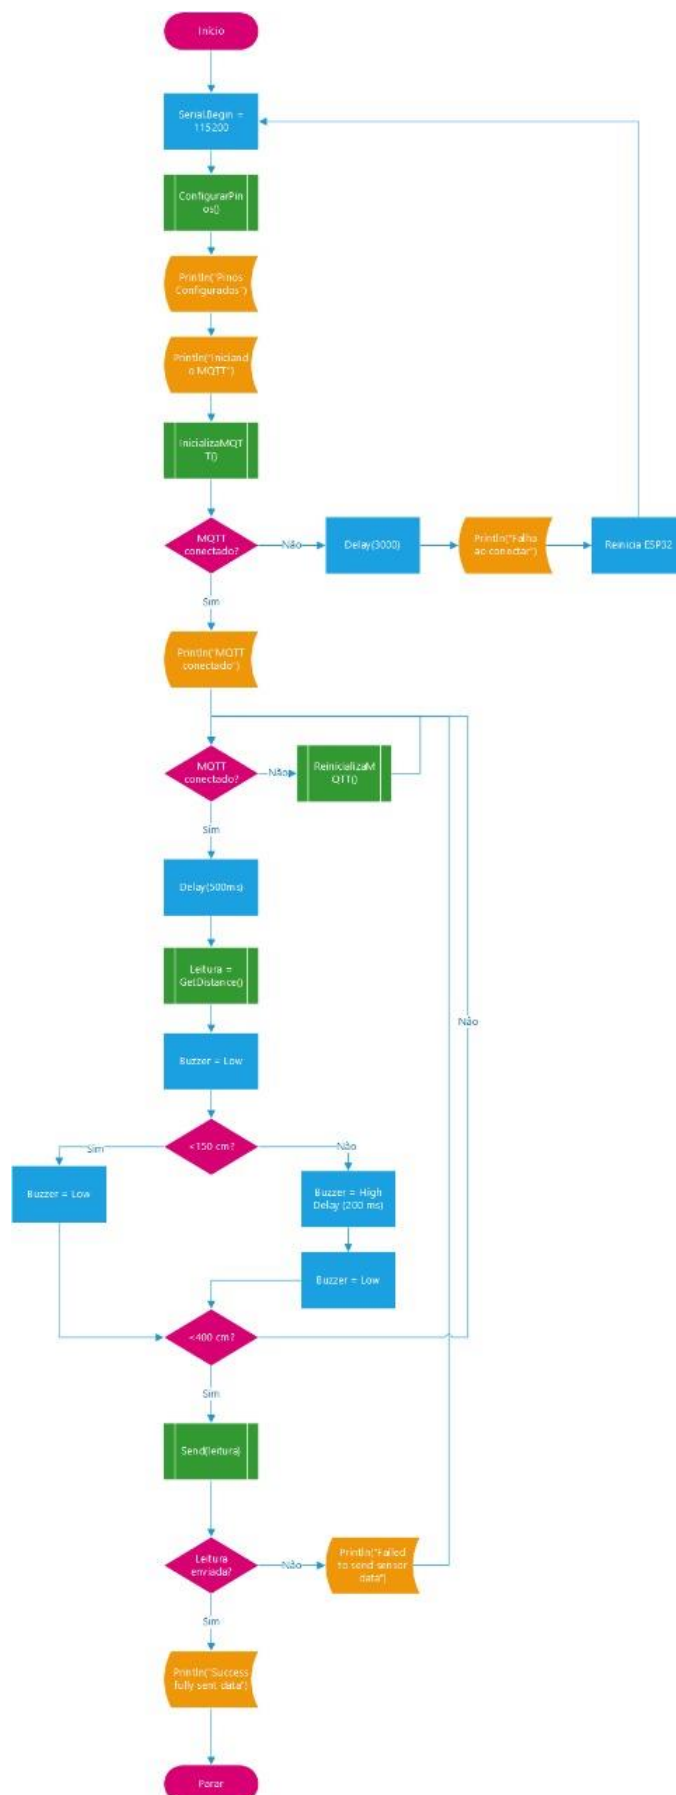 Início
Serial.Begin =
115200
ConfigurarPin
os()
Println("Pinos
Configurados")
Println("Iniciand
o MQTT")
InicializaMQT
T()
MQTT
conectado?
Não
Delay(3000)
Println("Falha
ao conectar")
Reinicia ESP32
Sim
Println("MQTT
conectado")
MQTT
conectado?
Não
ReinicializaM
QTT()
Sim
Delay(500ms)
Leitura =
GetDistance()
Buzzer = Low
Não
<150 cm?
Sim
Não
Buzzer = Low
Buzzer = High
Delay (200 ms)
Buzzer = Low
<400 cm?
Sim
Send(leitura)
Leitura
enviada?
Não
Println("Failed
to send sensor
data")
Sim
Println("Success
fully sent data")
Parar